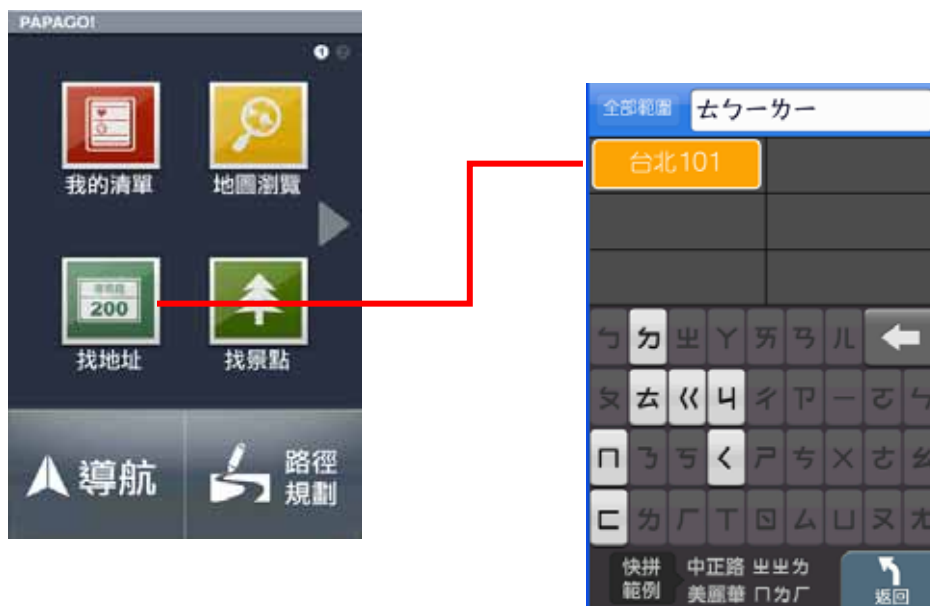 PAPAGO!
1 2
我的清單 地圖瀏覽
200
找地址 找景點
導航 路徑
規劃
全部範圍 ㄊㄅㄧㄌㄧ
台北101
ㄅ ㄉ ㄓ ㄚ ㄞ ㄢ ㄦ
ㄆ ㄊ ㄍ ㄐ ㄔ ㄗ ㄧ ㄛ ㄣ
ㄇ ㄋ ㄎ ㄑ ㄕ ㄘ ㄨ ㄜ ㄠ
ㄈ ㄌ ㄏ ㄒ ㄖ ㄙ ㄩ ㄡ ㄤ
快拼 中正路 ㄓㄓㄌ
範例 美麗華 ㄇㄌㄏ
返回